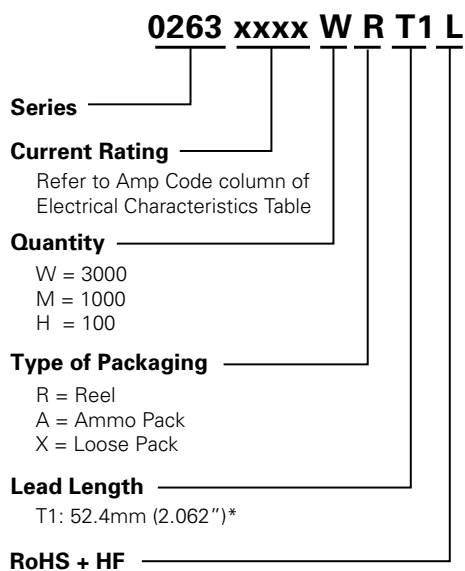 0263 xxxx W R T1 L
Series
Current Rating
Refer to Amp Code column of
Electrical Characteristics Table
Quantity
W = 3000
M = 1000
H = 100
Type of Packaging
R = Reel
A = Ammo Pack
X = Loose Pack
Lead Length
T1: 52.4mm (2.062”)*
RoHS + HF